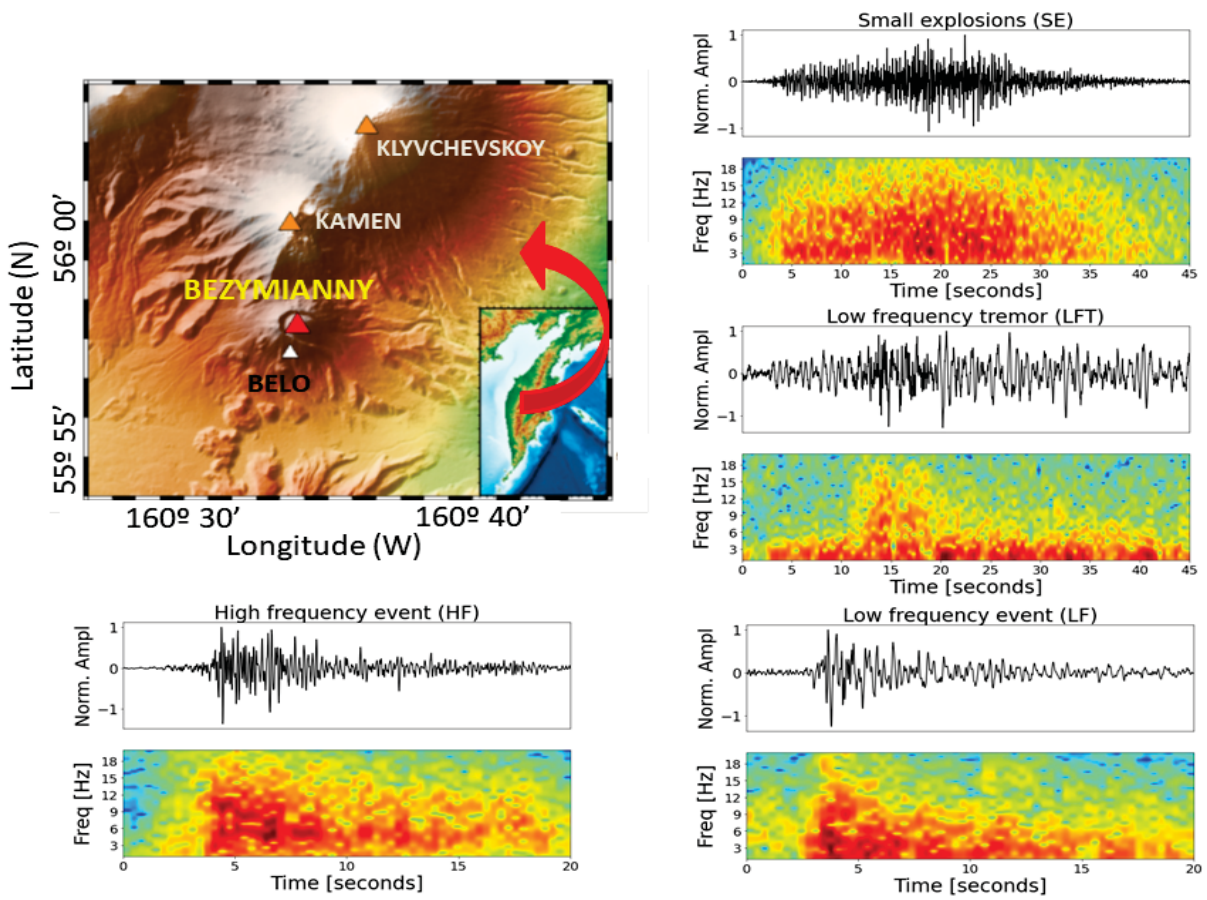 KLYVCHEVSKOY
KAMEN
BEZYMIANNY
BELO
Latitude (N)
56º 00’
55º 55’
160º 30’
160º 40’
Longitude (W)
Small explosions (SE)
Norm. Ampl
1
0
−1
Freq [Hz]
18
15
12
9
6
3
0 5 10 15 20 25 30 35 40 45
Time [seconds]
Low frequency tremor (LFT)
Norm. Ampl
1
0
−1
Freq [Hz]
18
15
12
9
6
3
0 5 10 15 20 25 30 35 40 45
Time [seconds]
High frequency event (HF)
Norm. Ampl
1
0
−1
Freq [Hz]
18
15
12
9
6
3
0 5 10 15 20
Time [seconds]
Low frequency event (LF)
Norm. Ampl
1
0
−1
Freq [Hz]
18
15
12
9
6
3
0 5 10 15 20
Time [seconds]